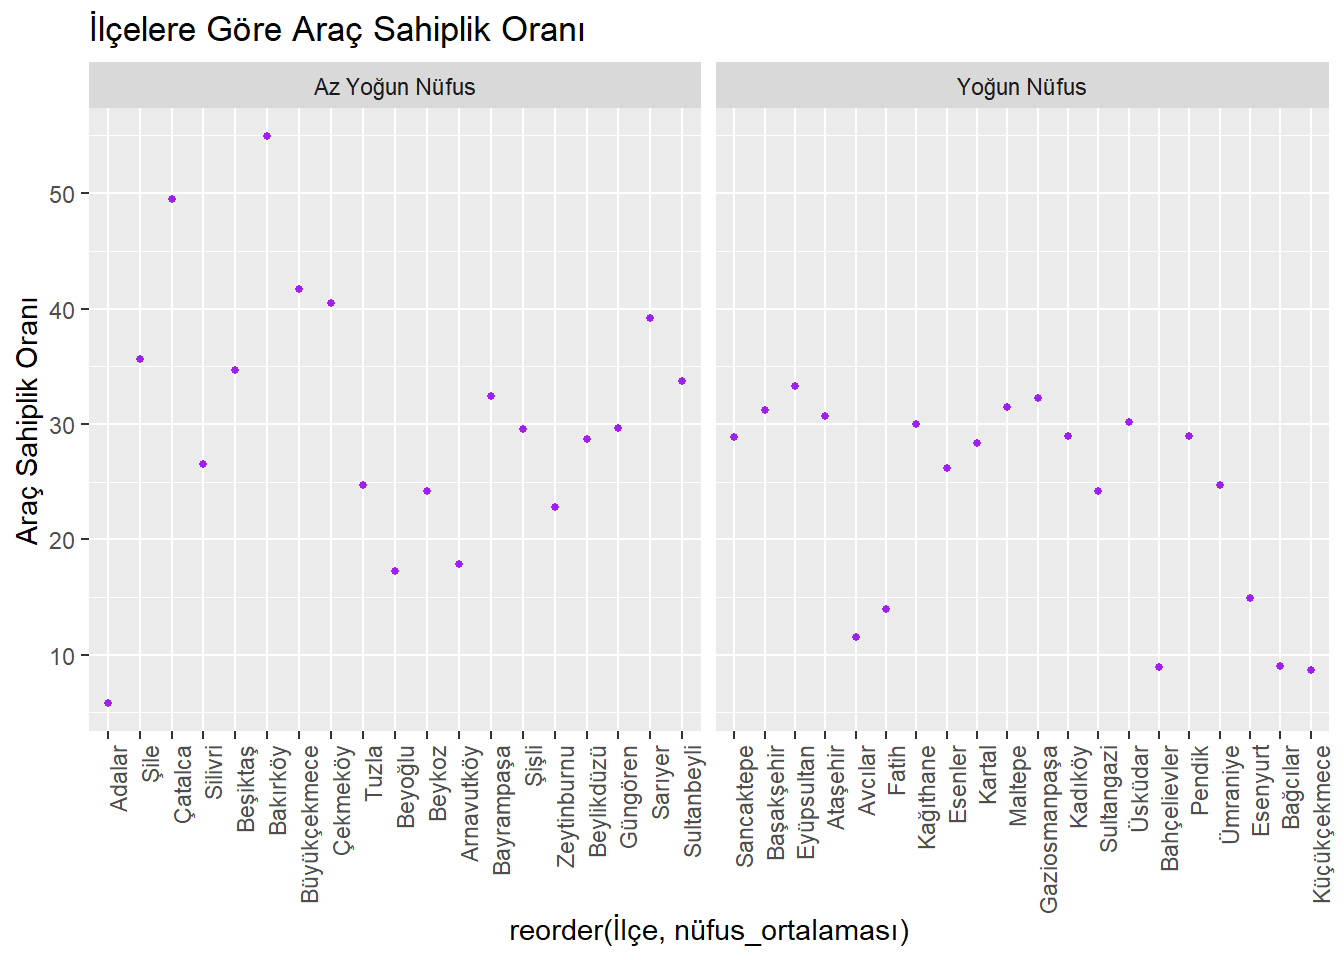 İlçelere Göre Araç Sahiplik Oranı
Az Yoğun Nüfus
Yoğun Nüfus
Araç Sahiplik Oranı
50
40
30
20
10
Adalar
Şile
Çatalca
Silivri
Beşiktaş
Bakırköy
Büyükçekmece
Çekmeköy
Tuzla
Beyoğlu
Beykoz
Arnavutköy
Bayrampaşa
Şişli
Zeytinburnu
Beylikdüzü
Güngören
Sarıyer
Sultanbeyli
Sancaktepe
Başakşehir
Eyüpsultan
Ataşehir
Avcılar
Fatih
Kağıthane
Esenler
Kartal
Maltepe
Gaziosmanpaşa
Kadıköy
Sultangazi
Üsküdar
Bahçelievler
Pendik
Ümraniye
Esenyurt
Bağcılar
Küçükçekmece
reorder(İlçe, nüfus_ortalaması)